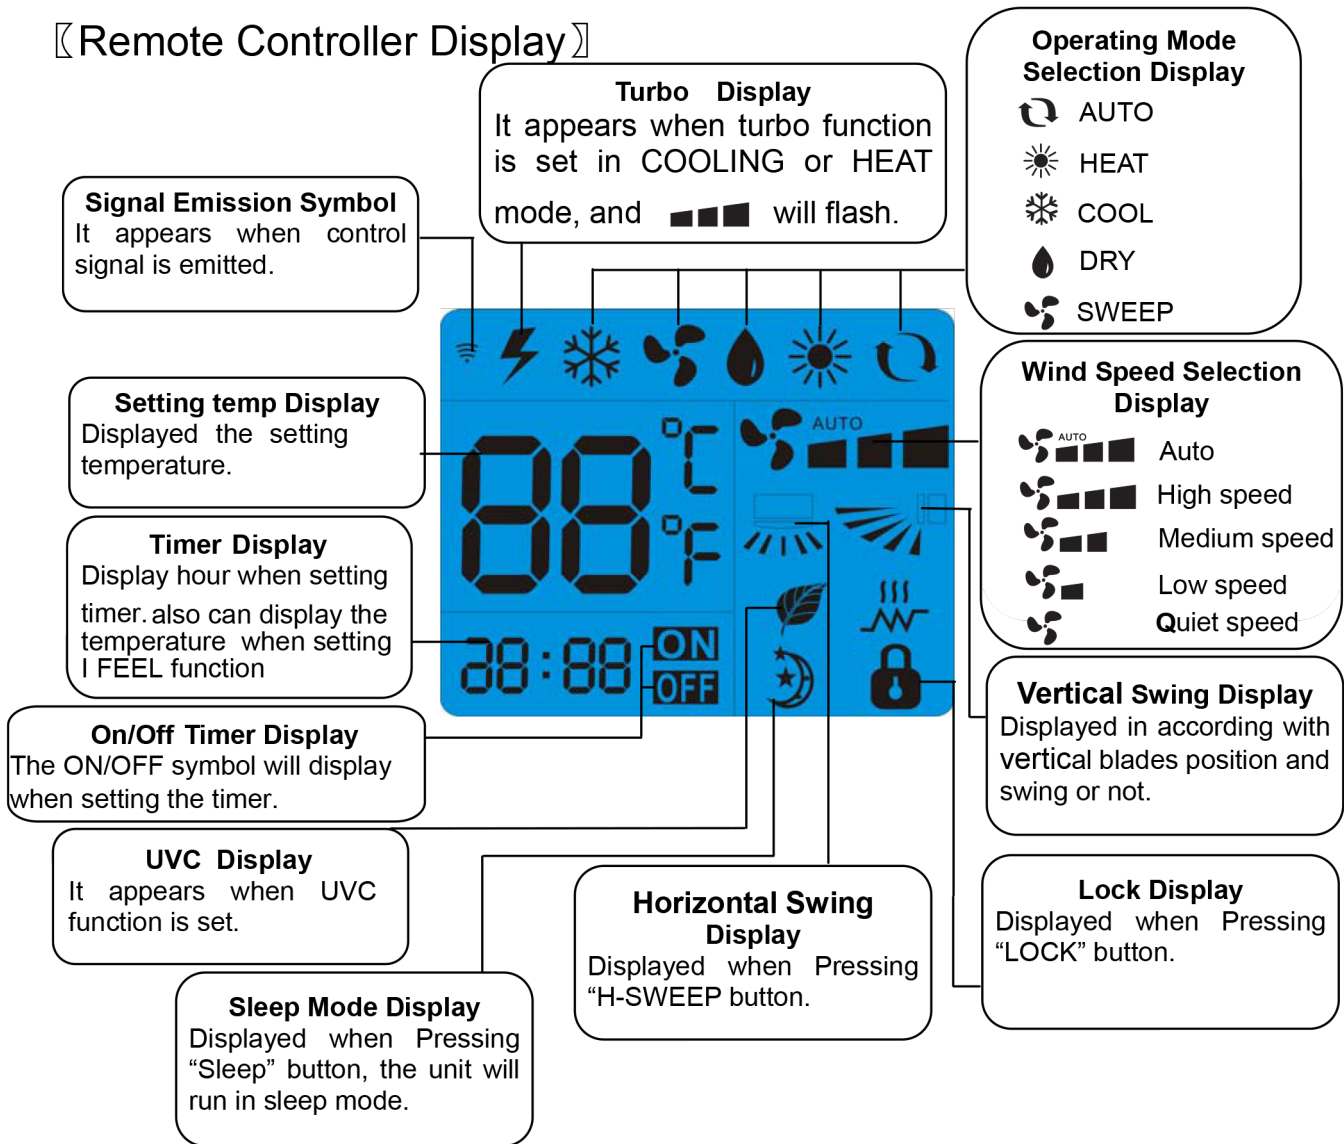 〖Remote Controller Display〗
Operating Mode
Selection Display
AUTO
HEAT
COOL
DRY
SWEEP
Turbo Display
It appears when turbo function
is set in COOLING or HEAT
mode, and will flash.
Signal Emission Symbol
It appears when control
signal is emitted.
Setting temp Display
Displayed the setting
temperature.
Timer Display
Display hour when setting
timer. also can display the
temperature when setting
I FEEL function
On/Off Timer Display
The ON/OFF symbol will display
when setting the timer.
UVC Display
It appears when UVC
function is set.
Sleep Mode Display
Displayed when Pressing
“Sleep” button, the unit will
run in sleep mode.
88 °C
°F
AUTO
88:88 ON
OFF
Wind Speed Selection
Display
AUTO Auto
High speed
Medium speed
Low speed
Quiet speed
Vertical Swing Display
Displayed in according with
vertical blades position and
swing or not.
Horizontal Swing
Display
Displayed when Pressing
“H-SWEEP button.
Lock Display
Displayed when Pressing
“LOCK” button.